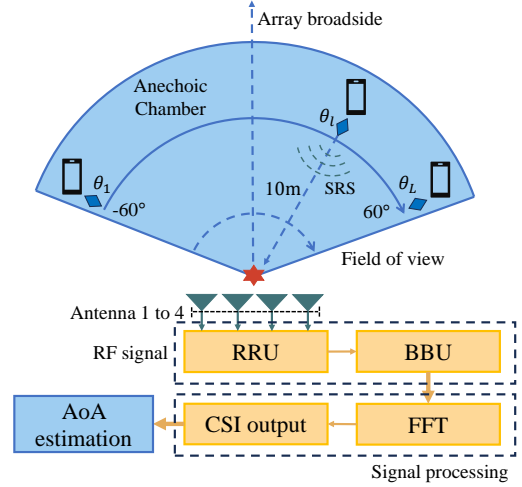 Array broadside
Anechoic
Chamber
θ₁
-60°
θₗ
10m
SRS
60°
θ_L
Field of view
Antenna 1 to 4
RF signal
RRU
BBU
AoA
estimation
CSI output
FFT
Signal processing